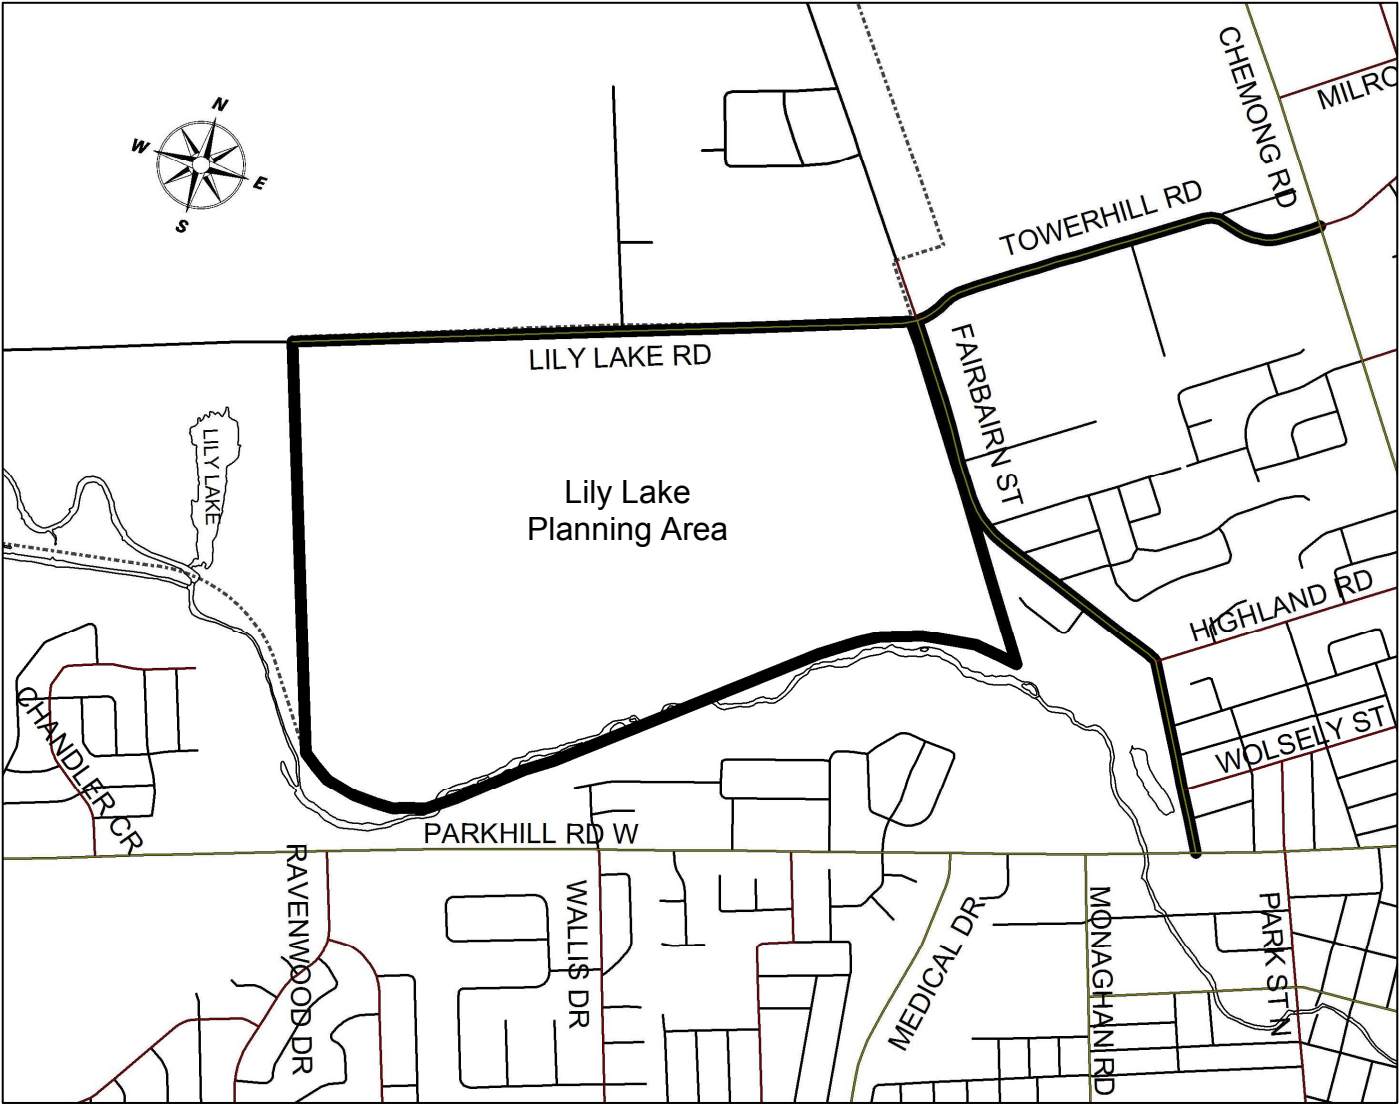 CHEMONG RD
MILRO
N
W
E
S
TOWERHILL RD
LILY LAKE RD
FAIRBAIRN ST
LILY LAKE
Lily Lake
Planning Area
HIGHLAND RD
CHANDLER CR
WOLSELY ST
PARKHILL RD W
RAVENWOOD DR
WALLIS DR
MEDICAL DR
MONAGHAN RD
PARK ST N